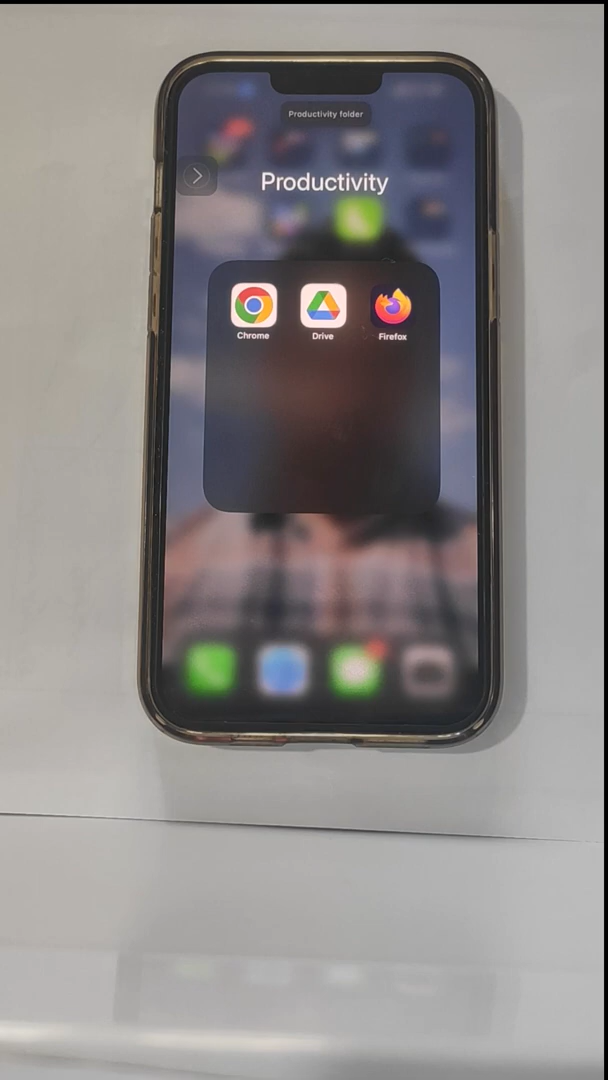 Productivity folder
Productivity
Chrome
Drive
Firefox